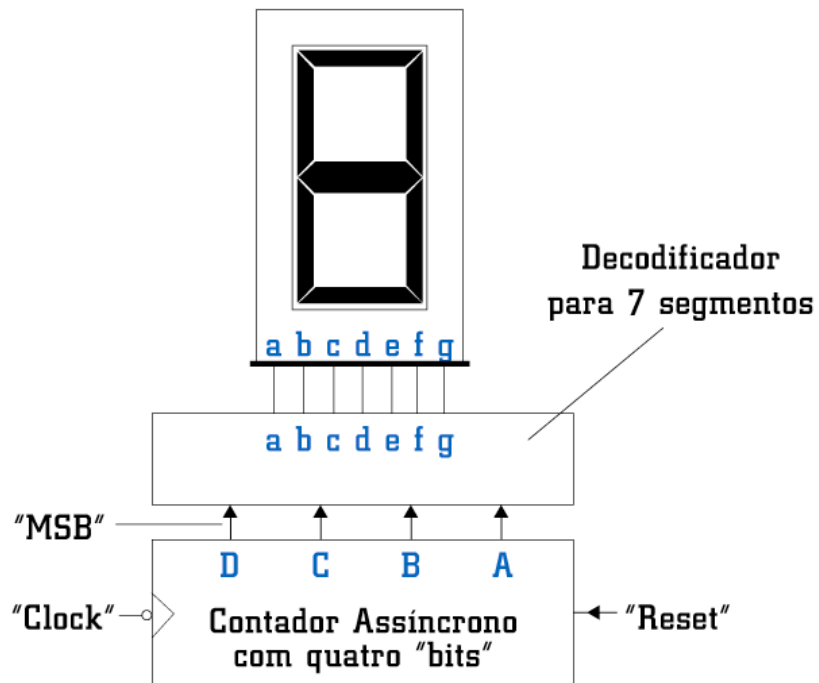 a b c d e f g
Decodificador
para 7 segmentos
a b c d e f g
"MSB"
D C B A
"Clock"
Contador Assíncrono
com quatro "bits"
"Reset"